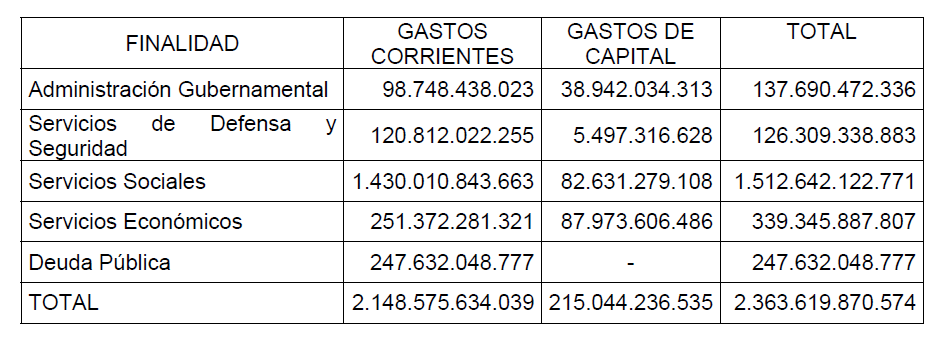 FINALIDAD GASTOS CORRIENTES GASTOS DE CAPITAL TOTAL
Administración Gubernamental 98.748.438.023 38.942.034.313 137.690.472.336
Servicios de Defensa y Seguridad 120.812.022.255 5.497.316.628 126.309.338.883
Servicios Sociales 1.430.010.843.663 82.631.279.108 1.512.642.122.771
Servicios Económicos 251.372.281.321 87.973.606.486 339.345.887.807
Deuda Pública 247.632.048.777 - 247.632.048.777
TOTAL 2.148.575.634.039 215.044.236.535 2.363.619.870.574